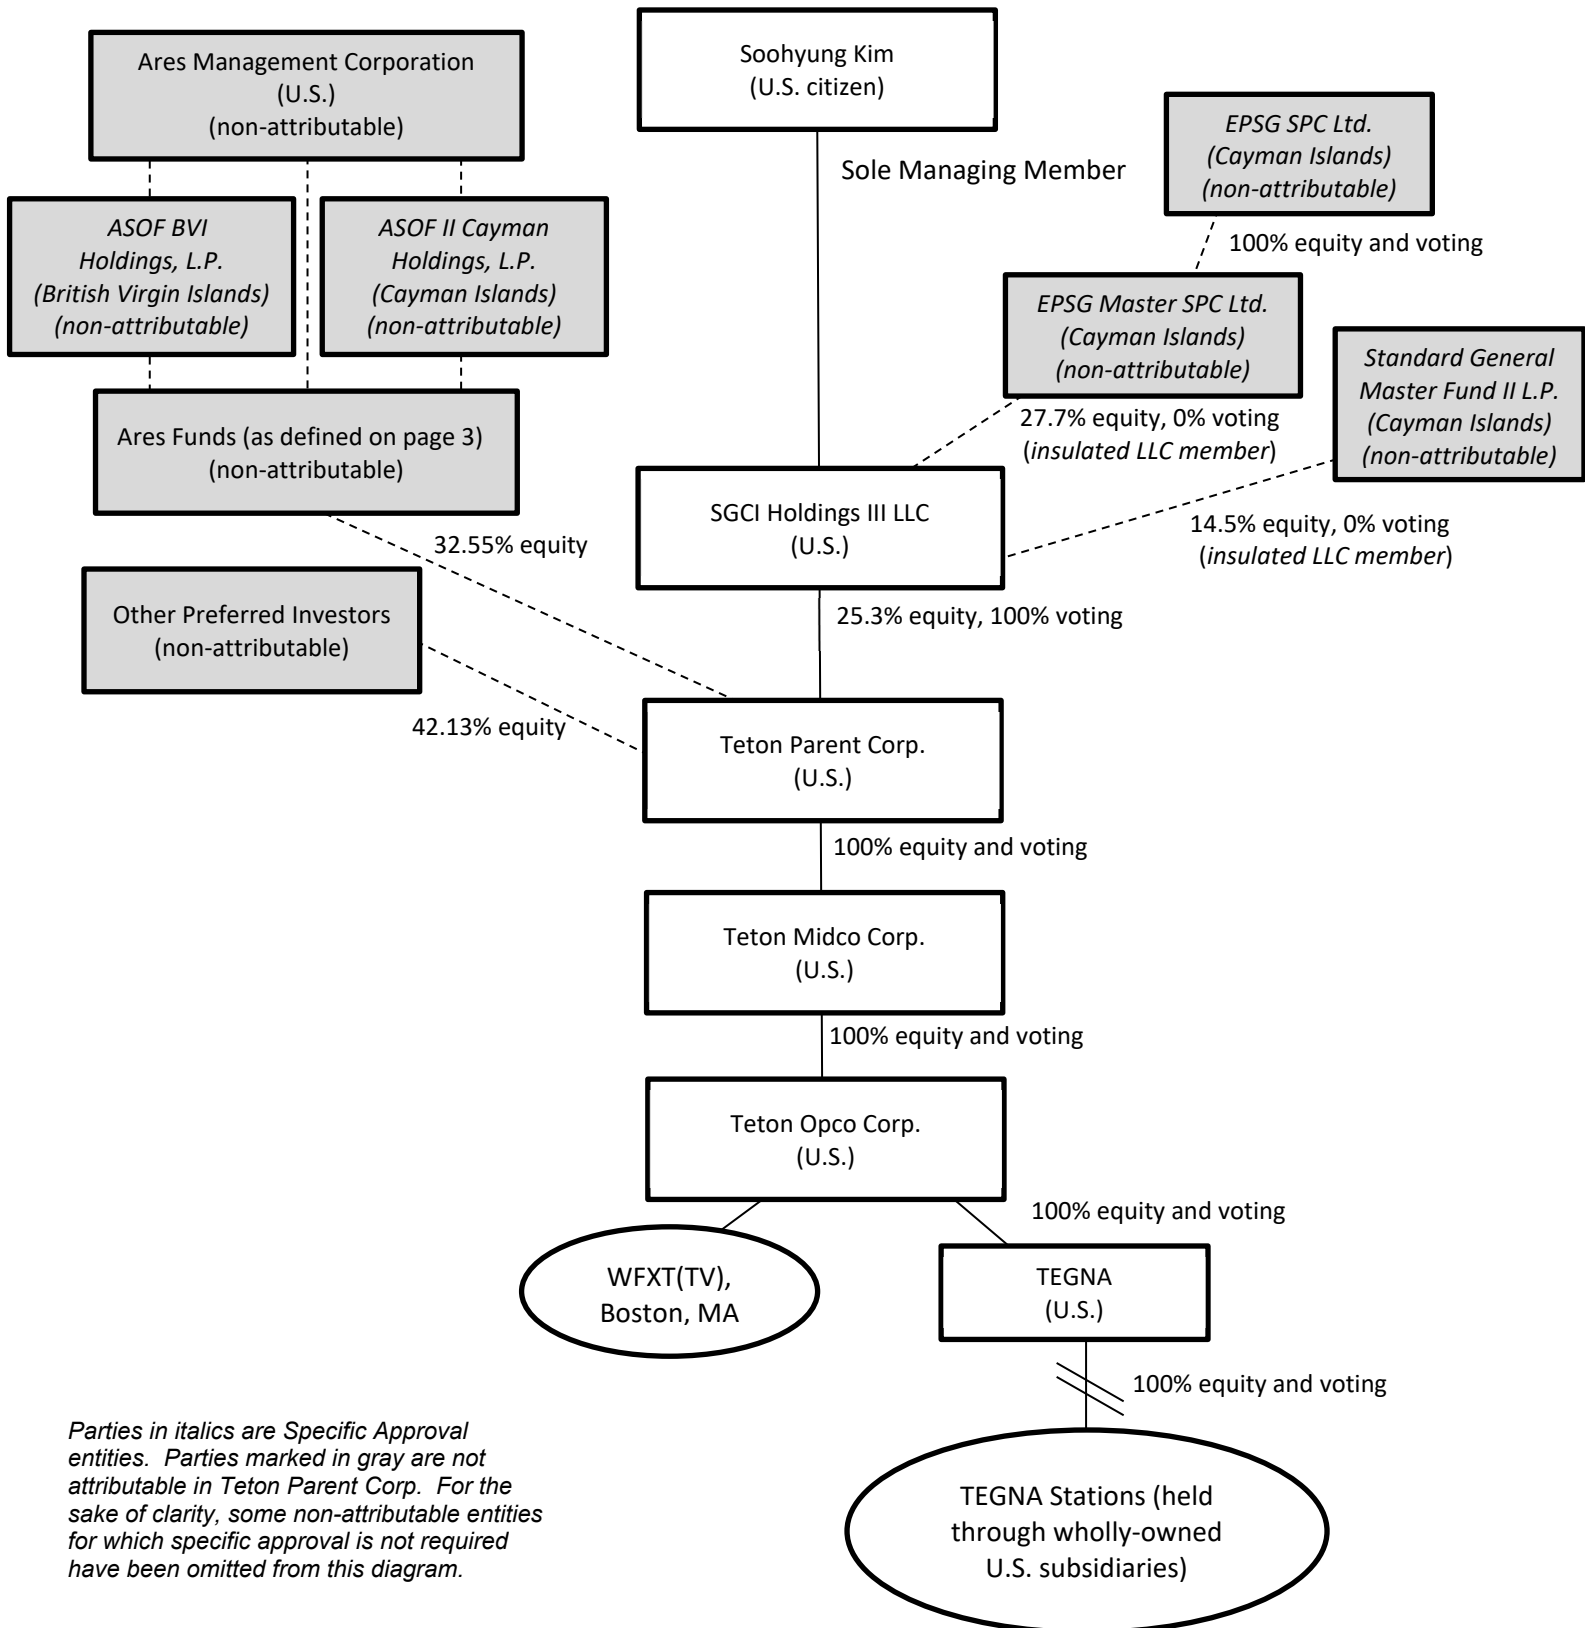 Ares Management Corporation
(U.S.)
(non-attributable)
Soohyung Kim
(U.S. citizen)
Sole Managing Member
EPSG SPC Ltd.
(Cayman Islands)
(non-attributable)
100% equity and voting
ASOF BVI
Holdings, L.P.
(British Virgin Islands)
(non-attributable)
ASOF II Cayman
Holdings, L.P.
(Cayman Islands)
(non-attributable)
EPSG Master SPC Ltd.
(Cayman Islands)
(non-attributable)
27.7% equity, 0% voting
(insulated LLC member)
Standard General
Master Fund II L.P.
(Cayman Islands)
(non-attributable)
14.5% equity, 0% voting
(insulated LLC member)
Ares Funds (as defined on page 3)
(non-attributable)
32.55% equity
SGCI Holdings III LLC
(U.S.)
25.3% equity, 100% voting
Other Preferred Investors
(non-attributable)
42.13% equity
Teton Parent Corp.
(U.S.)
100% equity and voting
Teton Midco Corp.
(U.S.)
100% equity and voting
Teton Opco Corp.
(U.S.)
100% equity and voting
WFXT(TV),
Boston, MA
TEGNA
(U.S.)
100% equity and voting
TEGNA Stations (held
through wholly-owned
U.S. subsidiaries)
Parties in italics are Specific Approval
entities. Parties marked in gray are not
attributable in Teton Parent Corp. For the
sake of clarity, some non-attributable entities
for which specific approval is not required
have been omitted from this diagram.